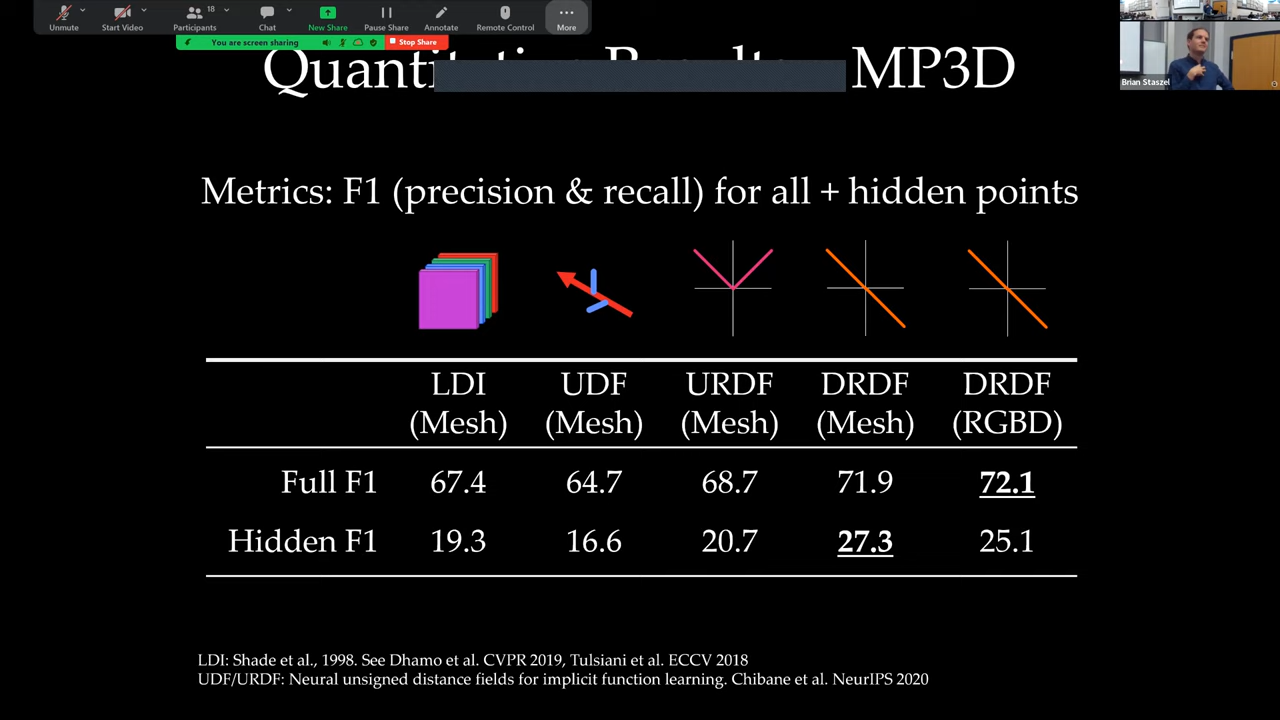 Unmute
Start Video
Participants
18
Chat
New Share
Pause Share
Annotate
Remote Control
More
You are screen sharing
Stop Share
MP3D
Brian Staszel
Metrics: F1 (precision & recall) for all + hidden points
LDI UDF URDF DRDF DRDF
(Mesh) (Mesh) (Mesh) (Mesh) (RGBD)
Full F1 67.4 64.7 68.7 71.9 72.1
Hidden F1 19.3 16.6 20.7 27.3 25.1
LDI: Shade et al., 1998. See Dhamo et al. CVPR 2019, Tulsiani et al. ECCV 2018
UDF/URDF: Neural unsigned distance fields for implicit function learning. Chibane et al. NeurIPS 2020